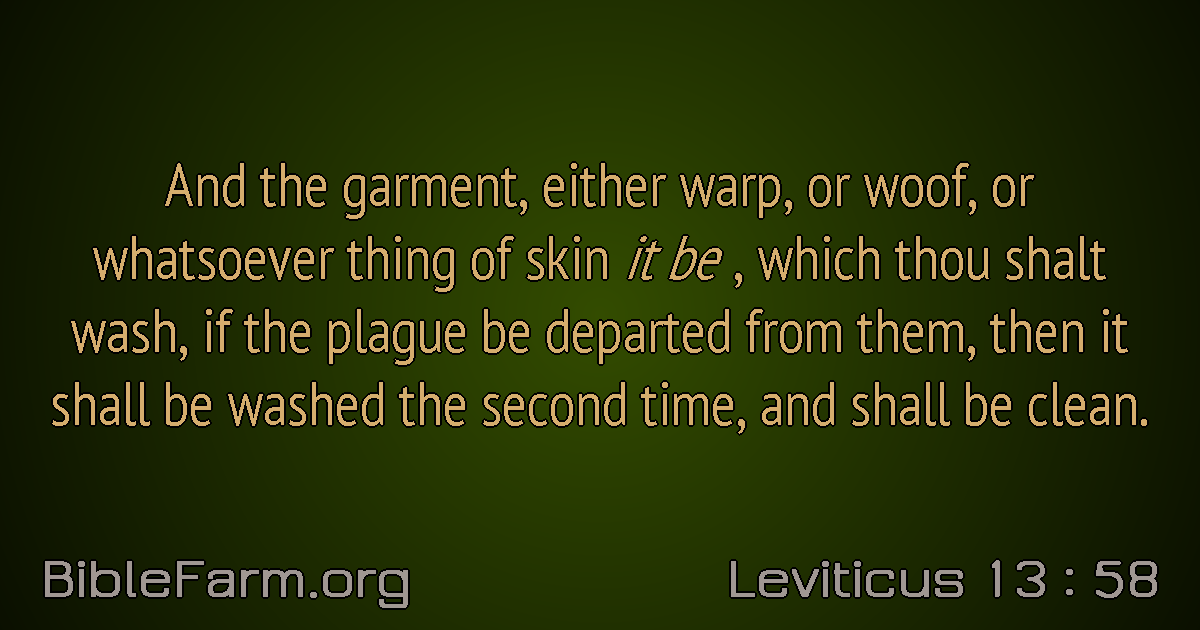 And the garment, either warp, or woof, or
whatsoever thing of skin it be , which thou shalt
wash, if the plague be departed from them, then it
shall be washed the second time, and shall be clean.
BibleFarm.org
Leviticus 13 : 58